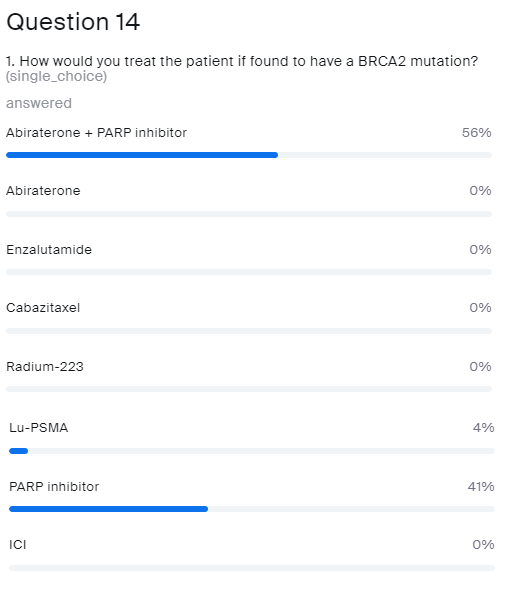 Question 14
1. How would you treat the patient if found to have a BRCA2 mutation?
(single_choice)
answered
Abiraterone + PARP inhibitor 56%
Abiraterone 0%
Enzalutamide 0%
Cabazitaxel 0%
Radium-223 0%
Lu-PSMA 4%
PARP inhibitor 41%
ICI 0%